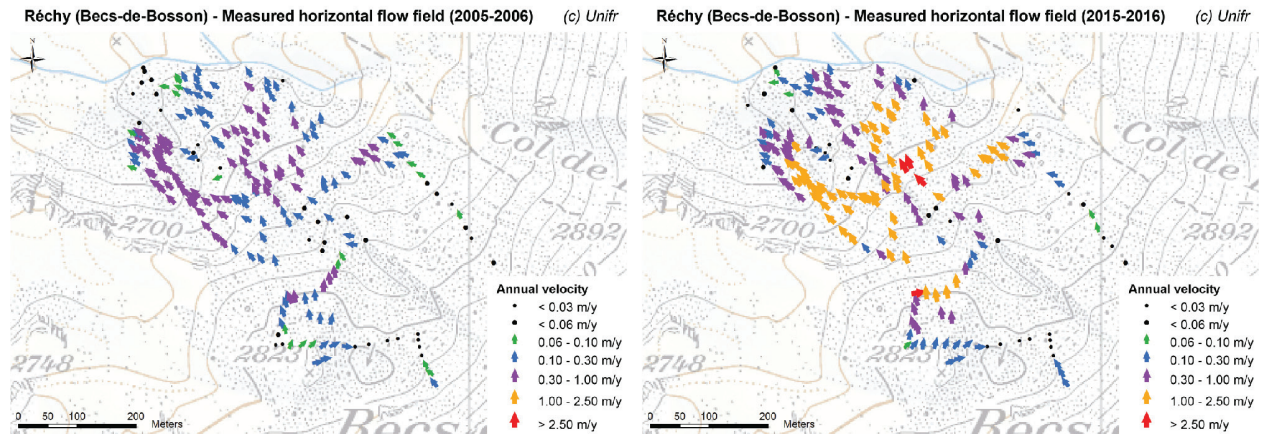 Réchy (Becs-de-Bosson) - Measured horizontal flow field (2005-2006) (c) Unifr
N
Col de
2700
2892
2748
2823
Becs
Annual velocity
< 0.03 m/y
< 0.06 m/y
0.06 - 0.10 m/y
0.10 - 0.30 m/y
0.30 - 1.00 m/y
1.00 - 2.50 m/y
> 2.50 m/y
0 50 100 200
Meters
Réchy (Becs-de-Bosson) - Measured horizontal flow field (2015-2016) (c) Unifr
N
Col de
2700
2892
2748
2823
Becs
Annual velocity
< 0.03 m/y
< 0.06 m/y
0.06 - 0.10 m/y
0.10 - 0.30 m/y
0.30 - 1.00 m/y
1.00 - 2.50 m/y
> 2.50 m/y
0 50 100 200
Meters